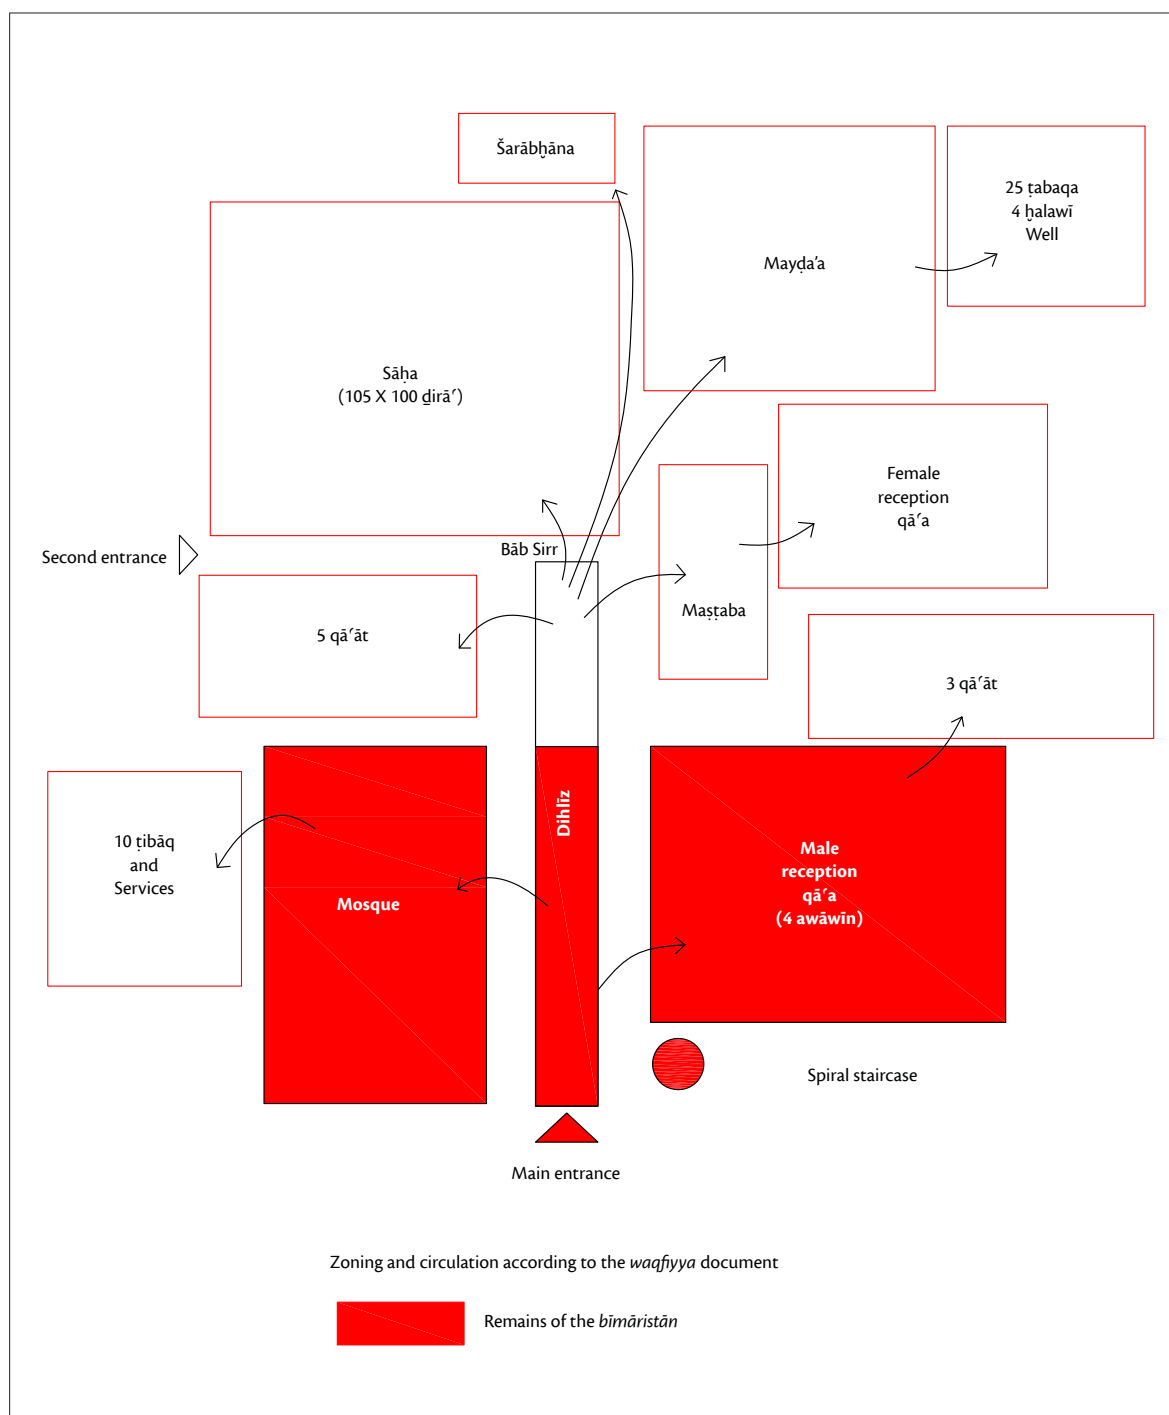 Šarābḫāna
25 ṭabaqa
4 ḫalawī
Well
Mayḍa'a
Sāḥa
(105 X 100 ḏirāʿ)
Female
reception
qāʿa
Bāb Sirr
Second entrance
Maṣṭaba
5 qāʿāt
3 qāʿāt
Dihlīz
10 ṭibāq
and
Services
Male
reception
qāʿa
(4 awāwīn)
Mosque
Spiral staircase
Main entrance
Zoning and circulation according to the waqfiyya document
Remains of the bīmāristān